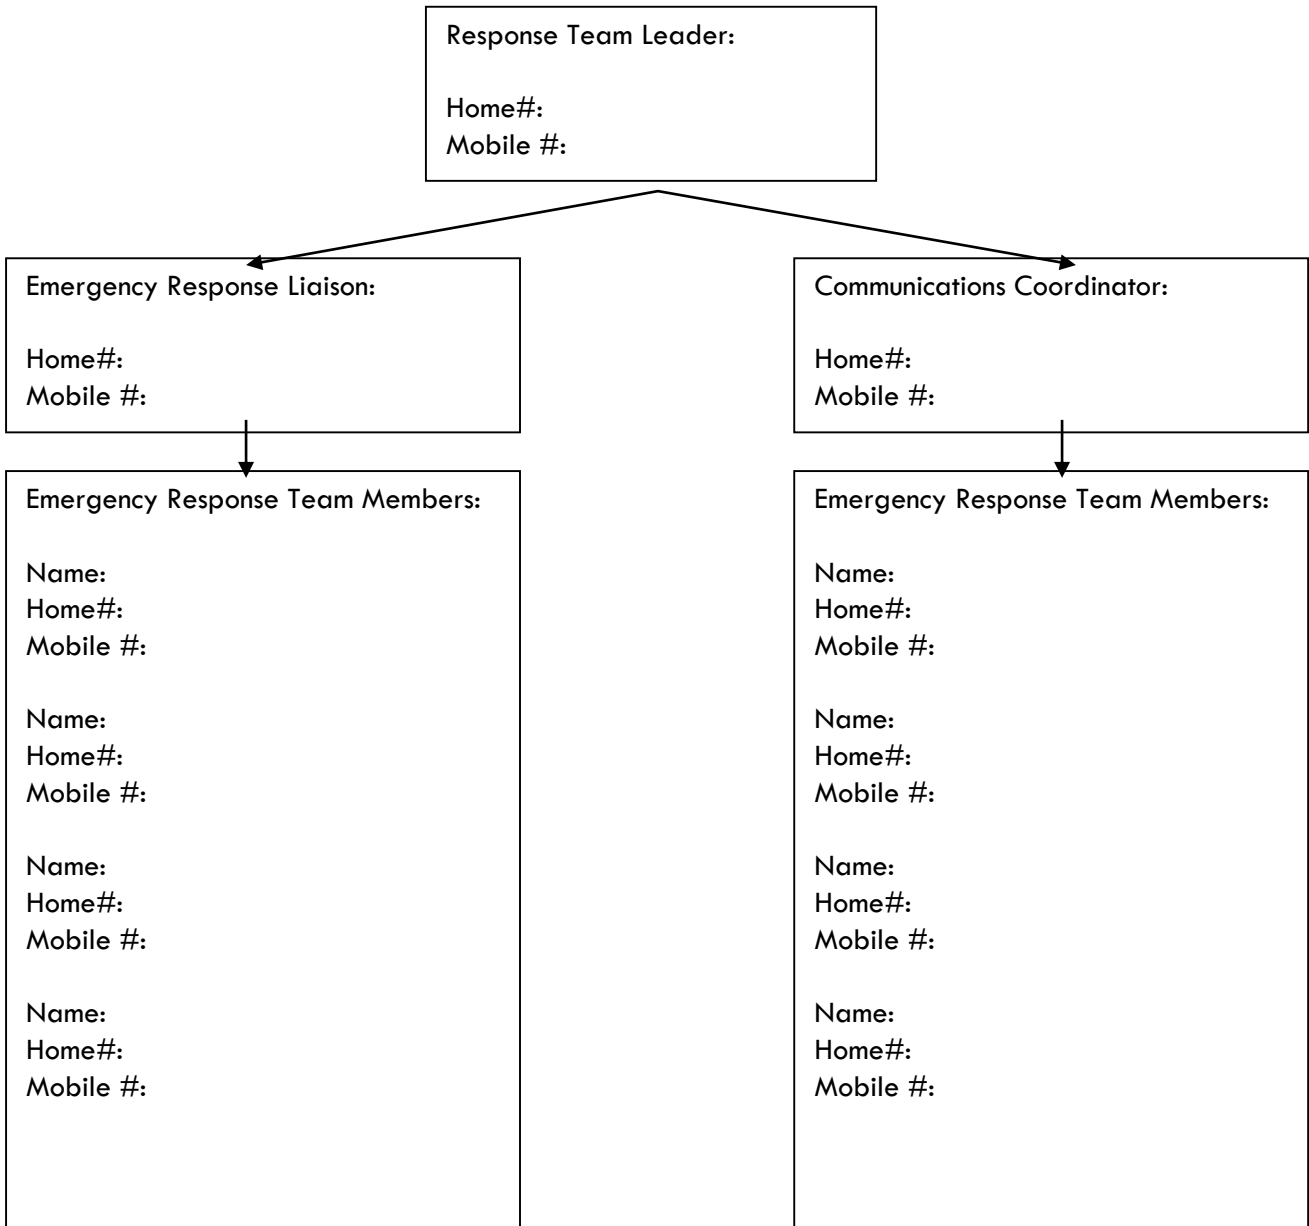 Response Team Leader:
Home#:
Mobile #:
Emergency Response Liaison:
Home#:
Mobile #:
Communications Coordinator:
Home#:
Mobile #:
Emergency Response Team Members:
Name:
Home#:
Mobile #:
Name:
Home#:
Mobile #:
Name:
Home#:
Mobile #:
Name:
Home#:
Mobile #:
Emergency Response Team Members:
Name:
Home#:
Mobile #:
Name:
Home#:
Mobile #:
Name:
Home#:
Mobile #:
Name:
Home#:
Mobile #: